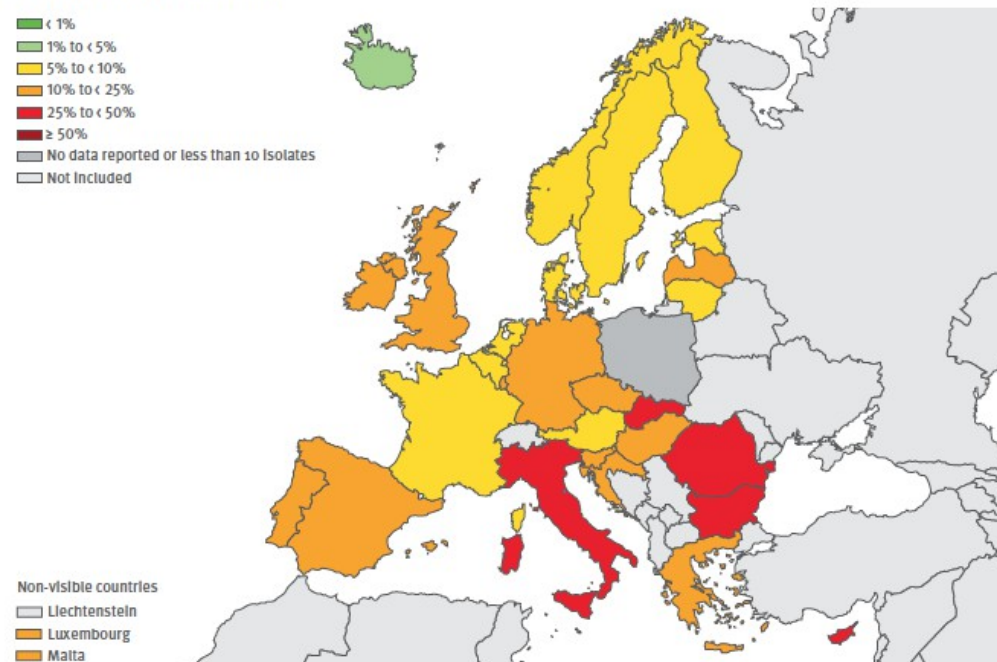 < 1%
1% to < 5%
5% to < 10%
10% to < 25%
25% to < 50%
≥ 50%
No data reported or less than 10 isolates
Not included
Non-visible countries
Liechtenstein
Luxembourg
Malta